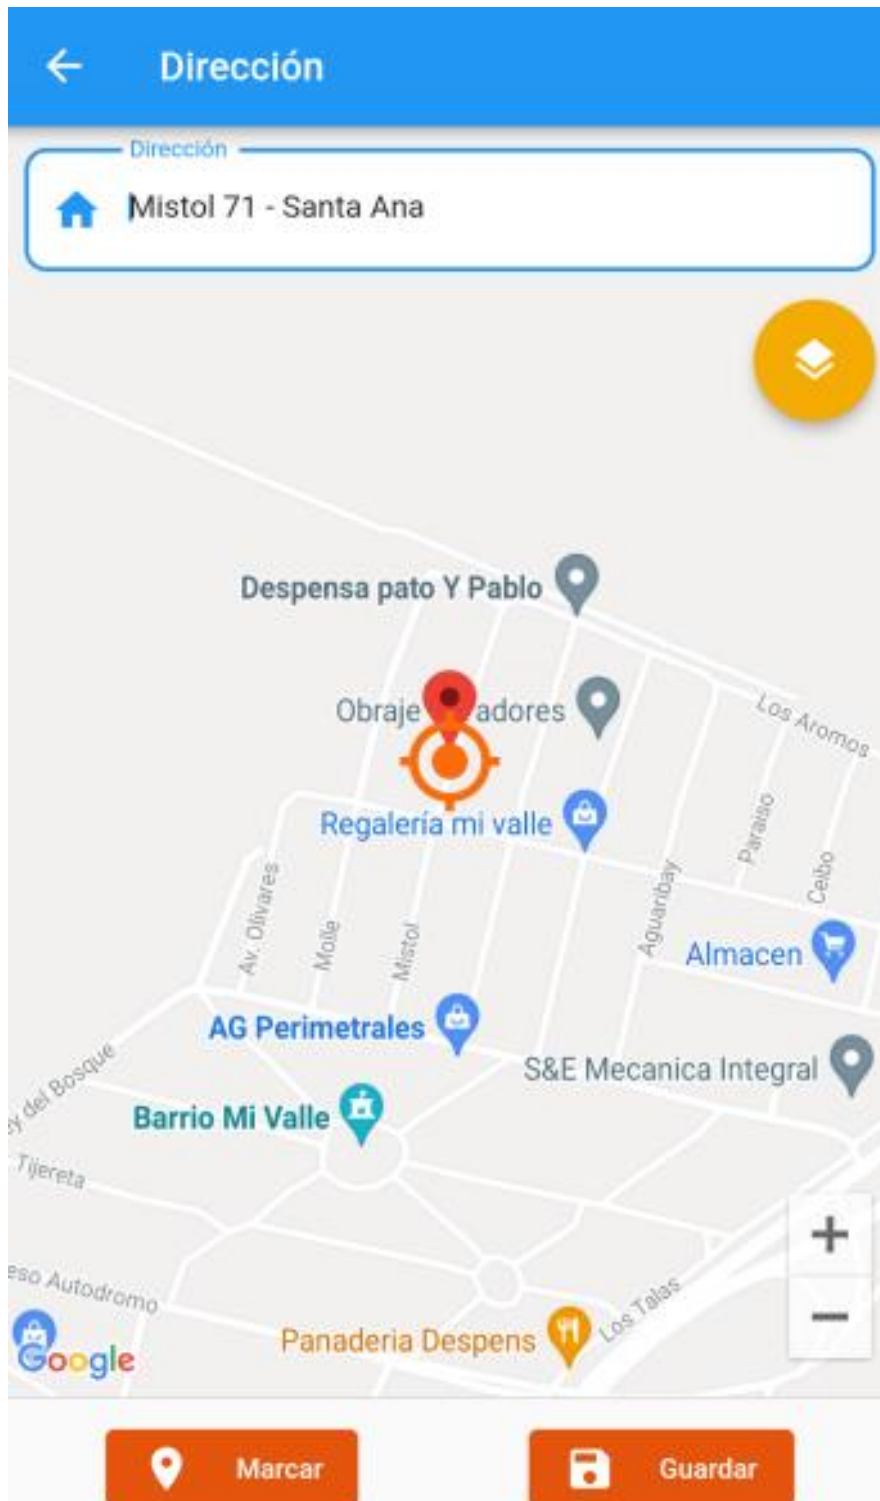 Dirección
Dirección
Mistol 71 - Santa Ana
Despensa pato Y Pablo
Obraje adores
Los Aromos
Regalería mi valle
Paraiso
Ceibo
Av. Olivares
Molle
Mistol
Aguaribay
Almacen
AG Perimetrales
S&E Mecanica Integral
y del Bosque
Barrio Mi Valle
Tijereta
eso Autodromo
Los Talas
Panaderia Despens
Google
Marcar
Guardar